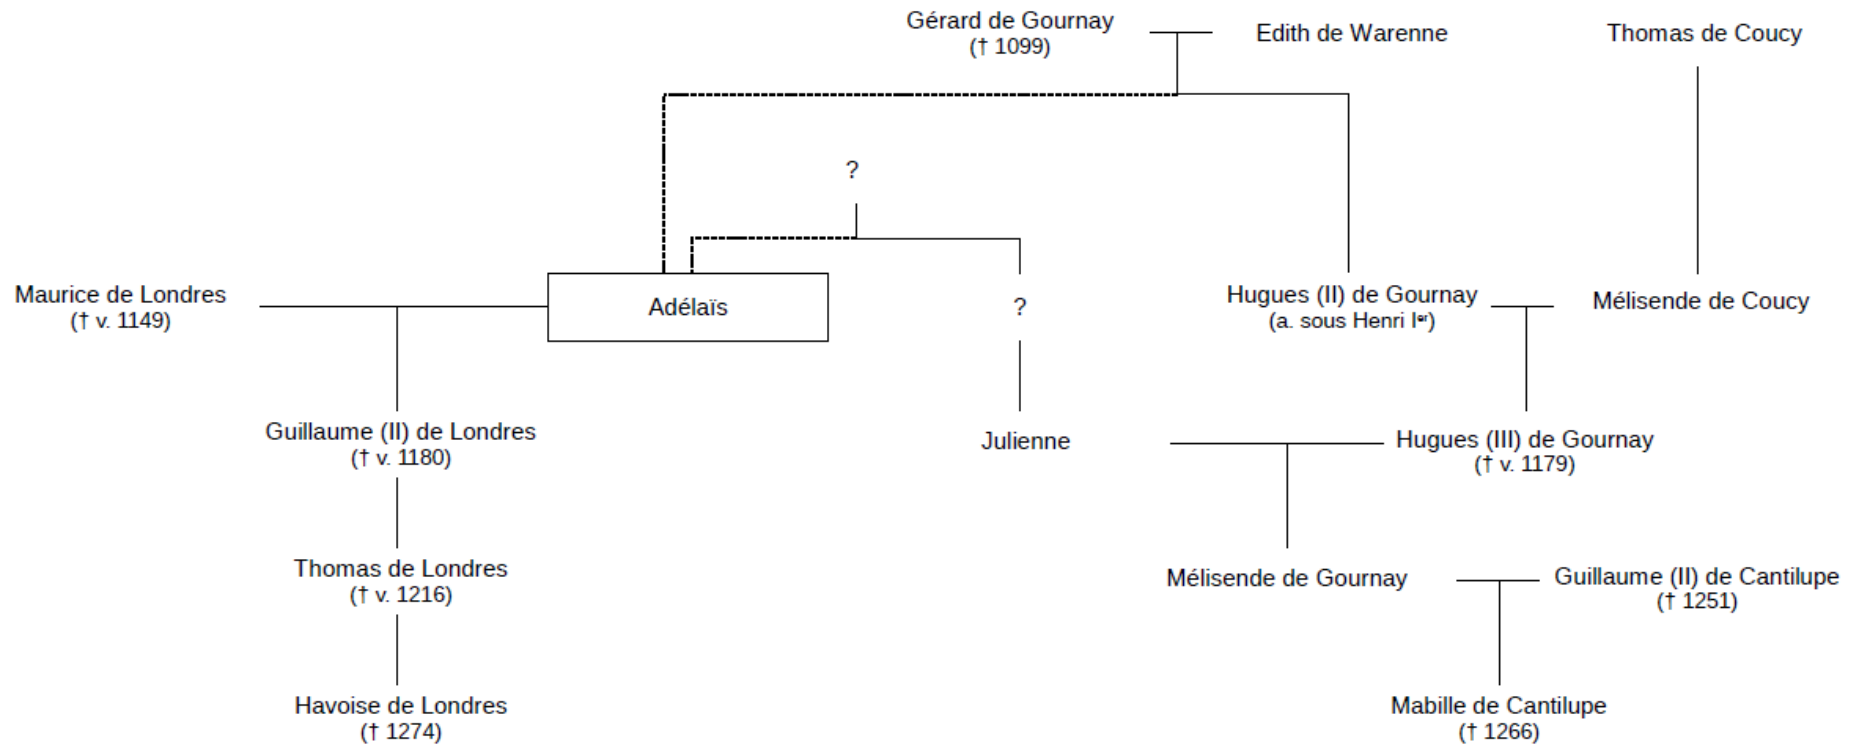 Gérard de Gournay
(† 1099)
Edith de Warenne
Thomas de Coucy
?
Maurice de Londres
(† v. 1149)
Adélaïs
?
Hugues (II) de Gournay
(a. sous Henri Iᵉʳ)
Mélisende de Coucy
Guillaume (II) de Londres
(† v. 1180)
Julienne
Hugues (III) de Gournay
(† v. 1179)
Thomas de Londres
(† v. 1216)
Mélisende de Gournay
Guillaume (II) de Cantilupe
(† 1251)
Havoise de Londres
(† 1274)
Mabille de Cantilupe
(† 1266)